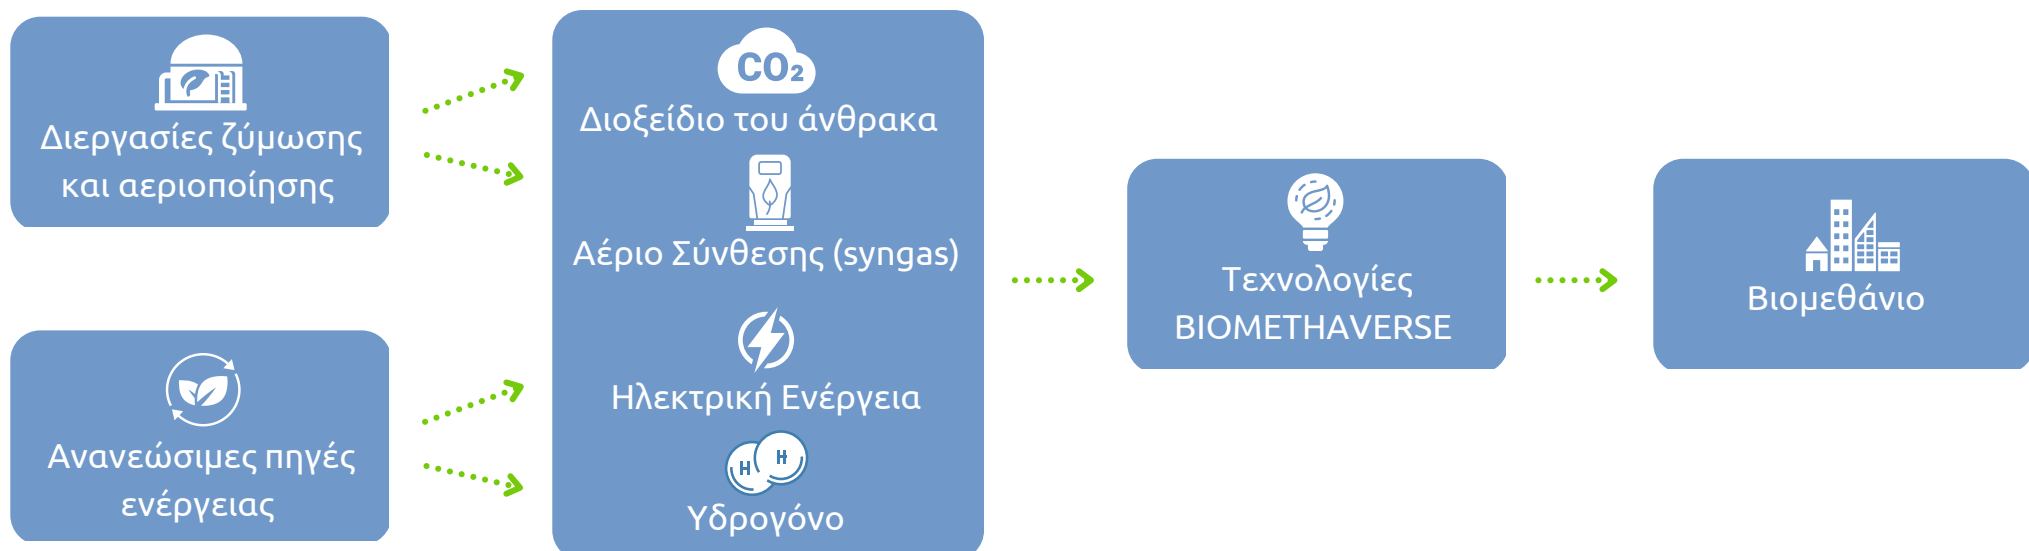 Διεργασίες ζύμωσης
και αεριοποίησης
Ανανεώσιμες πηγές
ενέργειας
CO₂
Διοξείδιο του άνθρακα
Αέριο Σύνθεσης (syngas)
Ηλεκτρική Ενέργεια
H H
Υδρογόνο
Τεχνολογίες
BIOMETHAVERSE
Βιομεθάνιο